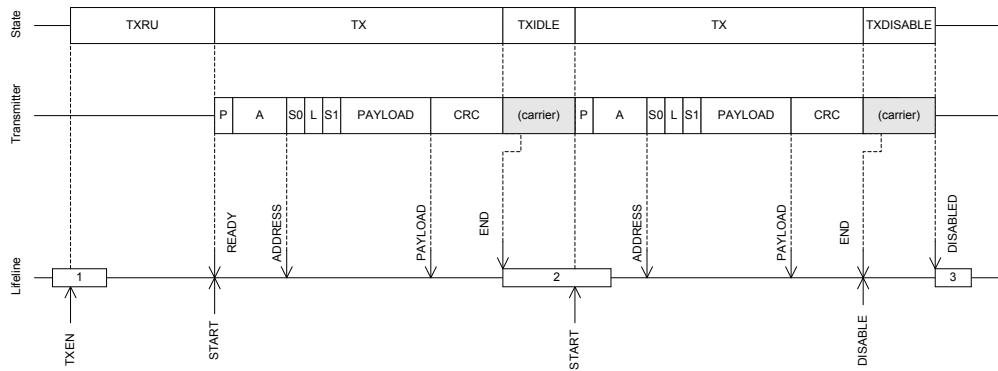 State
TXRU
TX
TXIDLE
TX
TXDISABLE
Transmitter
P
A
S0
L
S1
PAYLOAD
CRC
(carrier)
P
A
S0
L
S1
PAYLOAD
CRC
(carrier)
READY
ADDRESS
PAYLOAD
END
ADDRESS
PAYLOAD
END
DISABLED
Lifeline
1
2
3
TXEN
START
START
DISABLE